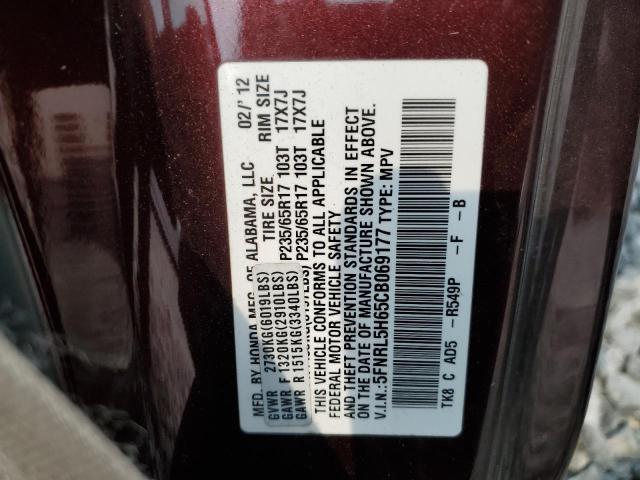 MFD. BY HONDA MFG. OF ALABAMA, LLC 02/' 12
TIRE SIZE RIM SIZE
GVWR 2730KG(6019LBS)
GAWR F 1320KG(2910LBS) P235/65R17 103T 17X7J
GAWR R 1515KG(3340LBS) P235/65R17 103T 17X7J
THIS VEHICLE CONFORMS TO ALL APPLICABLE
FEDERAL MOTOR VEHICLE SAFETY
AND THEFT PREVENTION STANDARDS IN EFFECT
ON THE DATE OF MANUFACTURE SHOWN ABOVE.
V.I.N.:5FNRL5H65CB069177 TYPE: MPV
TK8 C AD5 -R549P -F -B